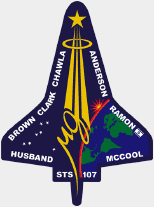 BROWN CLARK CHAWLA ANDERSON RAMON
HUSBAND MCCOOL
STS 107